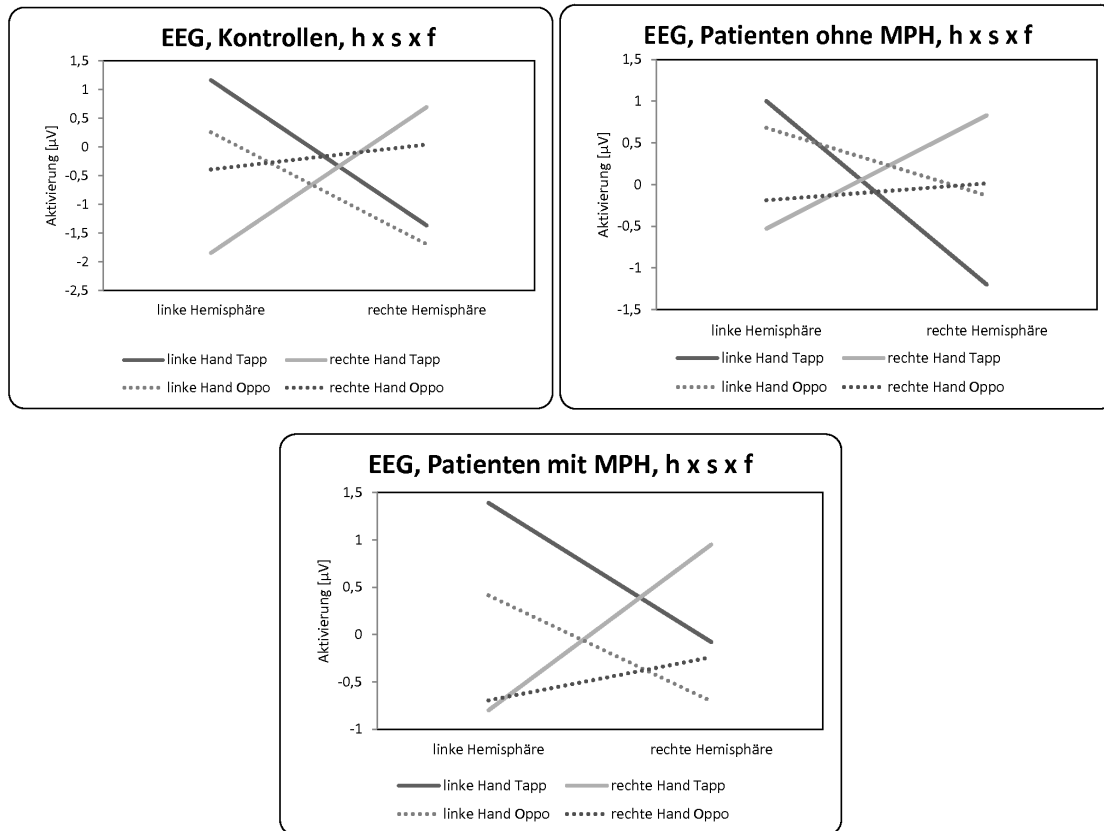 EEG, Kontrollen, h x s x f
1,5
1
0,5
0
-0,5
-1
-1,5
-2
-2,5
Aktivierung [µV]
linke Hemisphäre rechte Hemisphäre
linke Hand Tapp rechte Hand Tapp
linke Hand Oppo rechte Hand Oppo
EEG, Patienten ohne MPH, h x s x f
1,5
1
0,5
0
-0,5
-1
-1,5
Aktivierung [µV]
linke Hemisphäre rechte Hemisphäre
linke Hand Tapp rechte Hand Tapp
linke Hand Oppo rechte Hand Oppo
EEG, Patienten mit MPH, h x s x f
1,5
1
0,5
0
-0,5
-1
Aktivierung [µV]
linke Hemisphäre rechte Hemisphäre
linke Hand Tapp rechte Hand Tapp
linke Hand Oppo rechte Hand Oppo